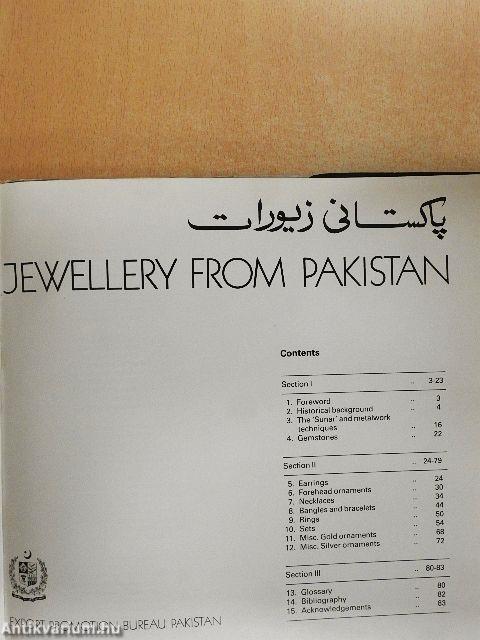 پاکستانی زیورات
JEWELLERY FROM PAKISTAN
Contents
Section I .. 3-23
1. Foreword .. 3
2. Historical background .. 4
3. The 'Sunar' and metalwork
techniques .. 16
4. Gemstones .. 22
Section II .. 24-79
5. Earrings .. 24
6. Forehead ornaments .. 30
7. Necklaces .. 34
8. Bangles and bracelets .. 44
9. Rings .. 50
10. Sets .. 54
11. Misc. Gold ornaments .. 68
12. Misc. Silver ornaments .. 72
Section III .. 80-83
13. Glossary .. 80
14. Bibliography .. 82
15. Acknowledgements .. 83
EXPORT PROMOTION BUREAU PAKISTAN
Antikvarium.hu